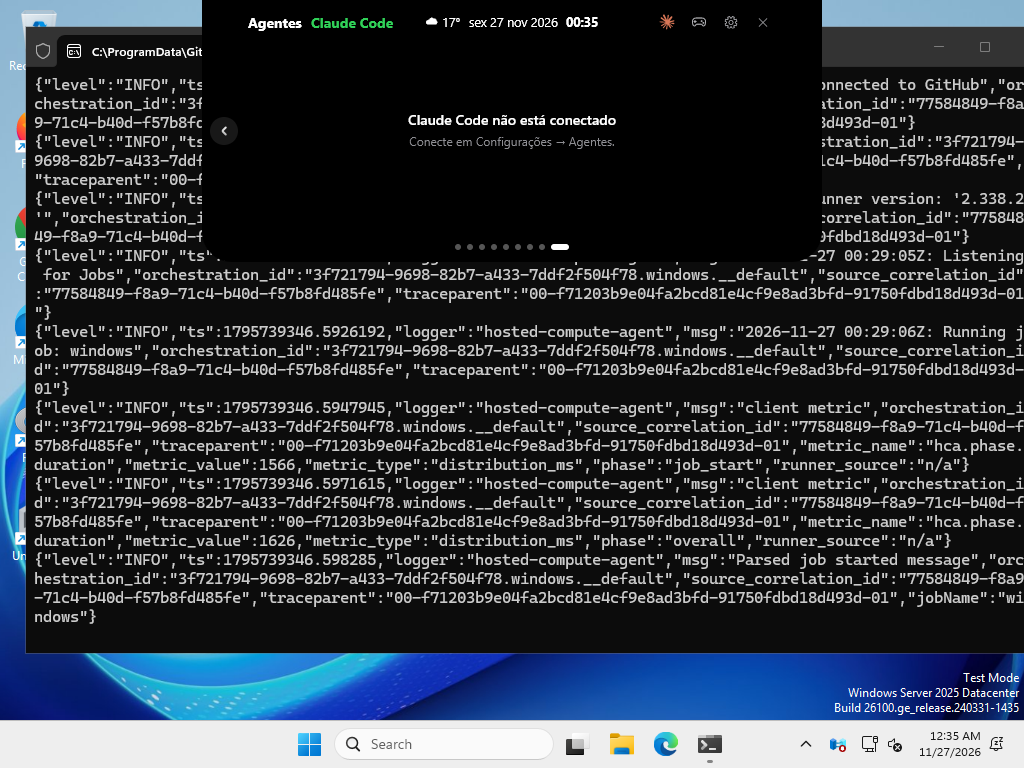 Agentes Claude Code 17° sex 27 nov 2026 00:35
C:\ProgramData\Git
Claude Code não está conectado
Conecte em Configurações → Agentes.
{"level":"INFO","ts
onnected to GitHub","or
chestration_id":"3f
ation_id":"77584849-f8a
9-71c4-b40d-f57b8fd
8d493d-01"}
{"level":"INFO","ts
stration_id":"3f721794-
9698-82b7-a433-7ddf
1c4-b40d-f57b8fd485fe",
"traceparent":"00-f
{"level":"INFO","ts
unner version: '2.338.2
'","orchestration_i
correlation_id":"775848
49-f8a9-71c4-b40d-f
bd18d493d-01"}
{"level":"INFO","ts"
-27 00:29:05Z: Listening
for Jobs","orchestration_id":"3f721794-9698-82b7-a433-7ddf2f504f78.windows.__default","source_correlation_id"
:"77584849-f8a9-71c4-b40d-f57b8fd485fe","traceparent":"00-f71203b9e04fa2bcd81e4cf9e8ad3bfd-91750fdbd18d493d-01
"}
{"level":"INFO","ts":1795739346.5926192,"logger":"hosted-compute-agent","msg":"2026-11-27 00:29:06Z: Running j
ob: windows","orchestration_id":"3f721794-9698-82b7-a433-7ddf2f504f78.windows.__default","source_correlation_i
d":"77584849-f8a9-71c4-b40d-f57b8fd485fe","traceparent":"00-f71203b9e04fa2bcd81e4cf9e8ad3bfd-91750fdbd18d493d-
01"}
{"level":"INFO","ts":1795739346.5947945,"logger":"hosted-compute-agent","msg":"client metric","orchestration_i
d":"3f721794-9698-82b7-a433-7ddf2f504f78.windows.__default","source_correlation_id":"77584849-f8a9-71c4-b40d-f
57b8fd485fe","traceparent":"00-f71203b9e04fa2bcd81e4cf9e8ad3bfd-91750fdbd18d493d-01","metric_name":"hca.phase.
duration","metric_value":1566,"metric_type":"distribution_ms","phase":"job_start","runner_source":"n/a"}
{"level":"INFO","ts":1795739346.5971615,"logger":"hosted-compute-agent","msg":"client metric","orchestration_i
d":"3f721794-9698-82b7-a433-7ddf2f504f78.windows.__default","source_correlation_id":"77584849-f8a9-71c4-b40d-f
57b8fd485fe","traceparent":"00-f71203b9e04fa2bcd81e4cf9e8ad3bfd-91750fdbd18d493d-01","metric_name":"hca.phase.
duration","metric_value":1626,"metric_type":"distribution_ms","phase":"overall","runner_source":"n/a"}
{"level":"INFO","ts":1795739346.598285,"logger":"hosted-compute-agent","msg":"Parsed job started message","orc
hestration_id":"3f721794-9698-82b7-a433-7ddf2f504f78.windows.__default","source_correlation_id":"77584849-f8a9
-71c4-b40d-f57b8fd485fe","traceparent":"00-f71203b9e04fa2bcd81e4cf9e8ad3bfd-91750fdbd18d493d-01","jobName":"wi
ndows"}
Test Mode
Windows Server 2025 Datacenter
Build 26100.ge_release.240331-1435
Search
12:35 AM
11/27/2026